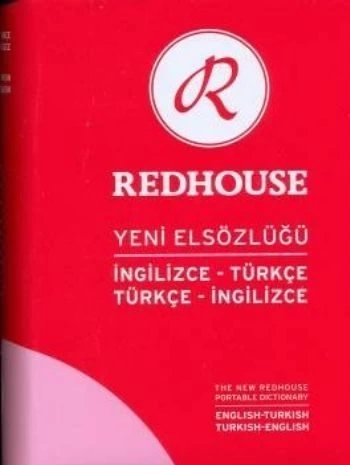 R
REDHOUSE
YENİ ELSÖZLÜĞÜ
İNGİLİZCE - TÜRKÇE
TÜRKÇE - İNGİLİZCE
THE NEW REDHOUSE
PORTABLE DICTIONARY
ENGLISH-TURKISH
TURKISH-ENGLISH